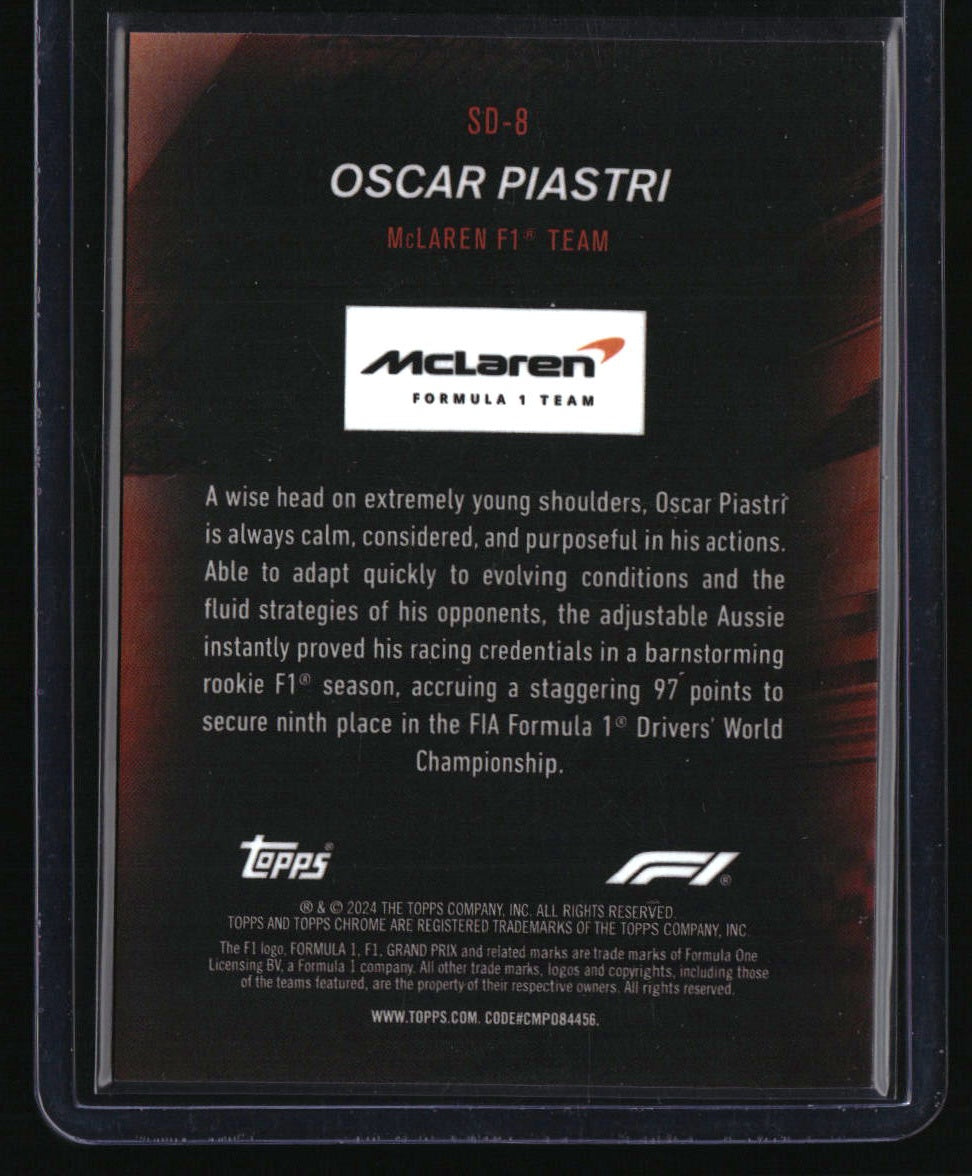 SD-8
OSCAR PIASTRI
McLAREN F1® TEAM
McLaren
FORMULA 1 TEAM
A wise head on extremely young shoulders, Oscar Piastri
is always calm, considered, and purposeful in his actions.
Able to adapt quickly to evolving conditions and the
fluid strategies of his opponents, the adjustable Aussie
instantly proved his racing credentials in a barnstorming
rookie F1® season, accruing a staggering 97 points to
secure ninth place in the FIA Formula 1® Drivers' World
Championship.
topps® F1®
® & © 2024 THE TOPPS COMPANY, INC. ALL RIGHTS RESERVED.
TOPPS AND TOPPS CHROME ARE REGISTERED TRADEMARKS OF THE TOPPS COMPANY, INC.
The F1 logo, FORMULA 1, F1, GRAND PRIX and related marks are trade marks of Formula One
Licensing BV, a Formula 1 company. All other trade marks, logos and copyrights, including those
of the teams featured, are the property of their respective owners. All rights reserved.
WWW.TOPPS.COM. CODE#CMP084456.